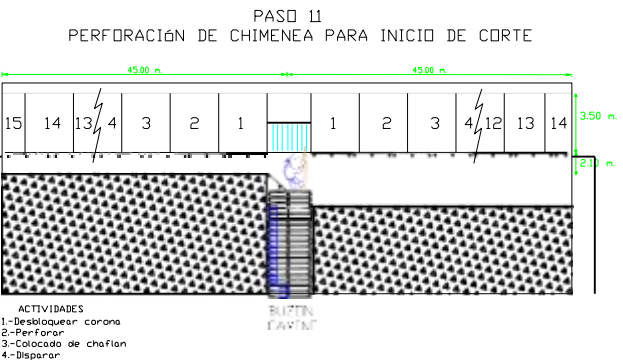 PASO 11
PERFORACIóN DE CHIMENEA PARA INICIO DE CORTE
45.00 m. 45.00 m.
15 14 13 4 3 2 1 1 2 3 4 12 13 14
3.50 m.
2.10 m.
BUZON
CAMINO
ACTIVIDADES
1.-Desbloquear corona
2.-Perforar
3.-Colocado de chaflan
4.-Disparar